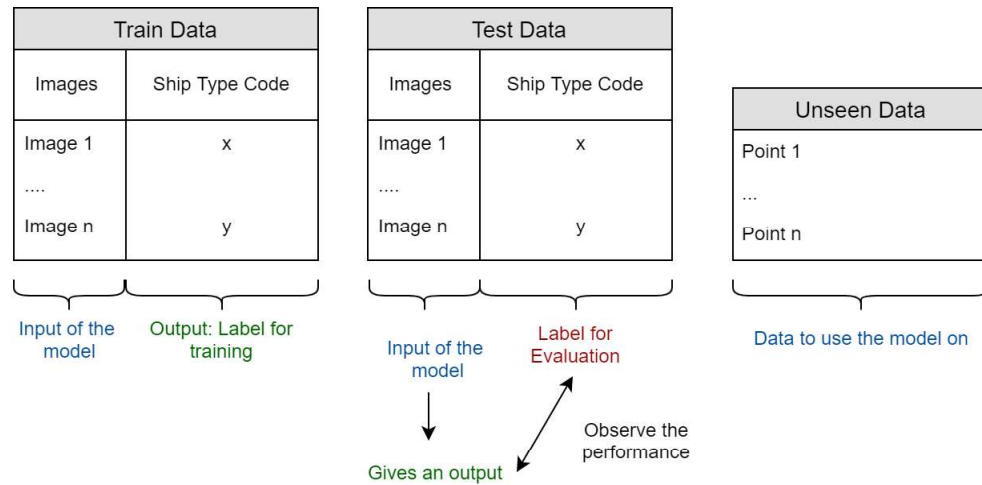 Train Data
Images Ship Type Code
Image 1 x
....
Image n y
Input of the
model
Output: Label for
training
Test Data
Images Ship Type Code
Image 1 x
....
Image n y
Input of the
model
Label for
Evaluation
Gives an output
Observe the
performance
Unseen Data
Point 1
...
Point n
Data to use the model on